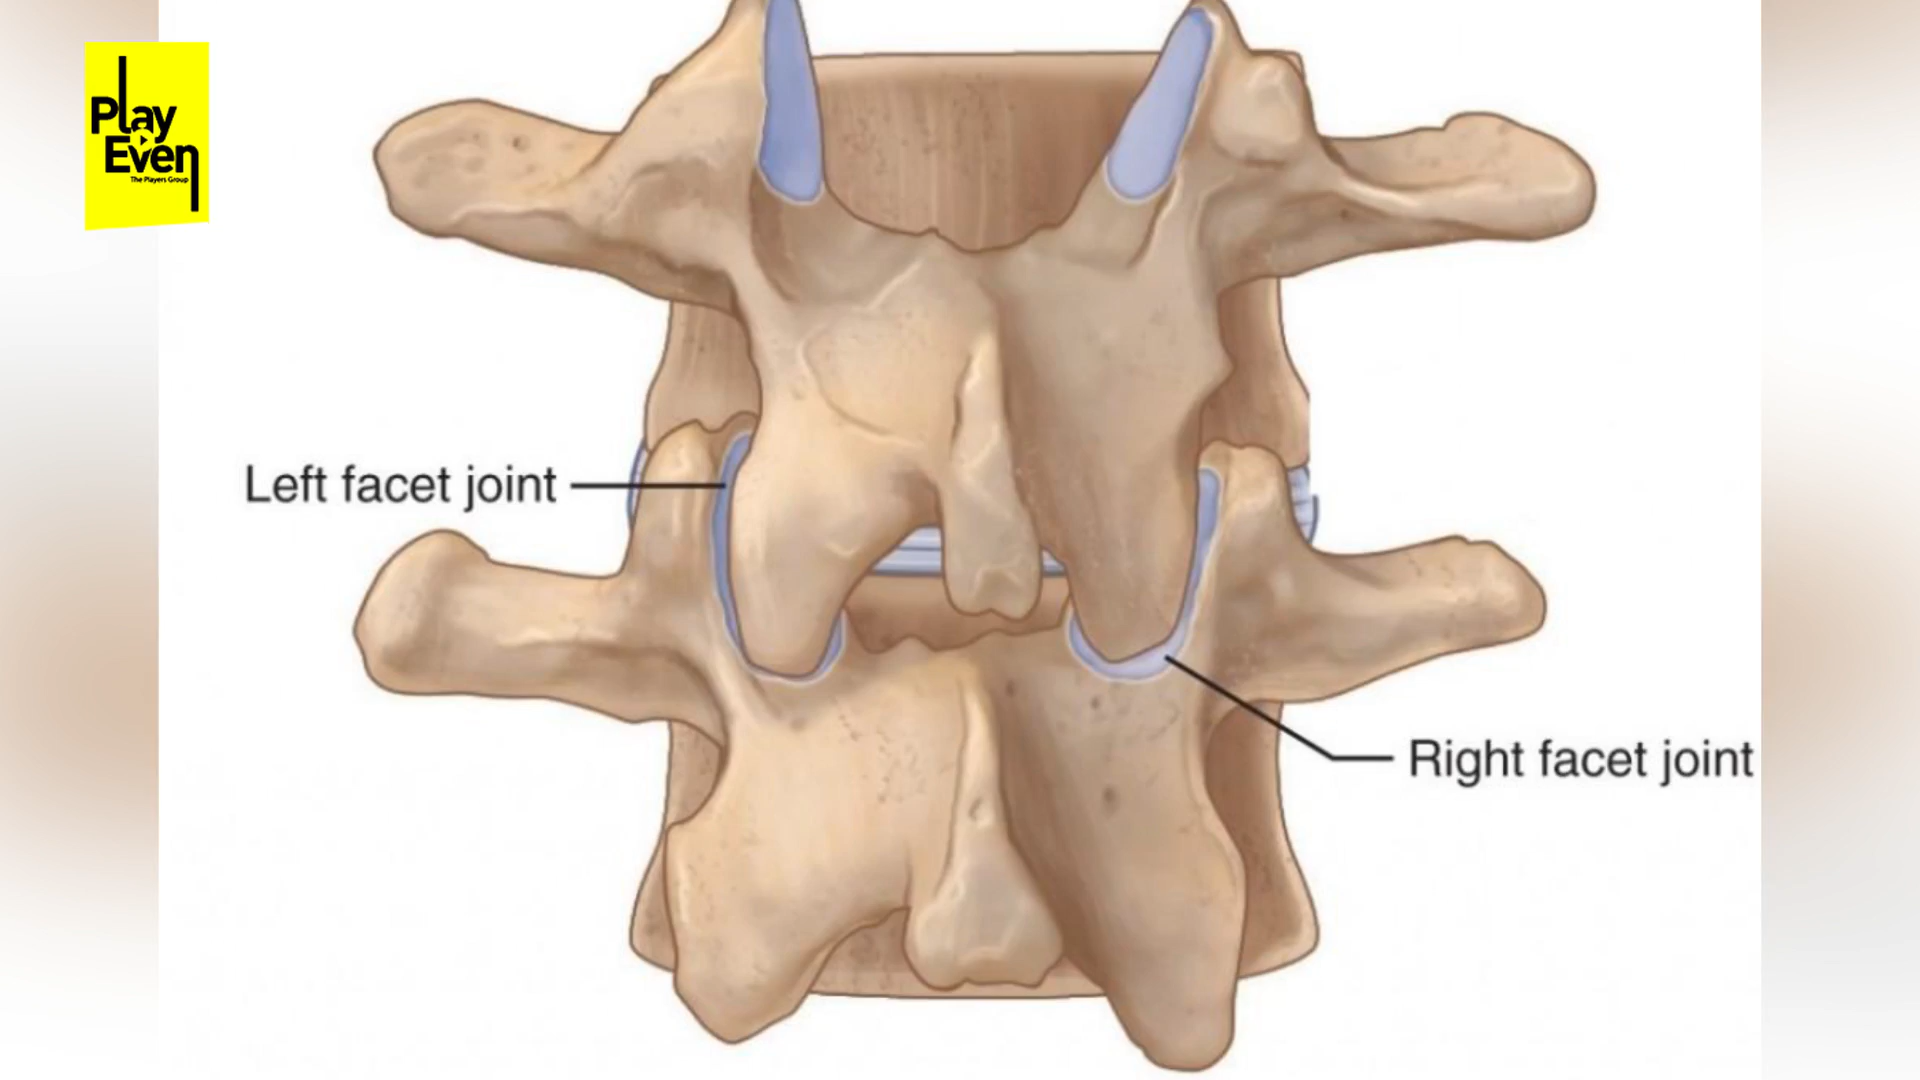 Play
Even
The Players Group
Left facet joint
Right facet joint